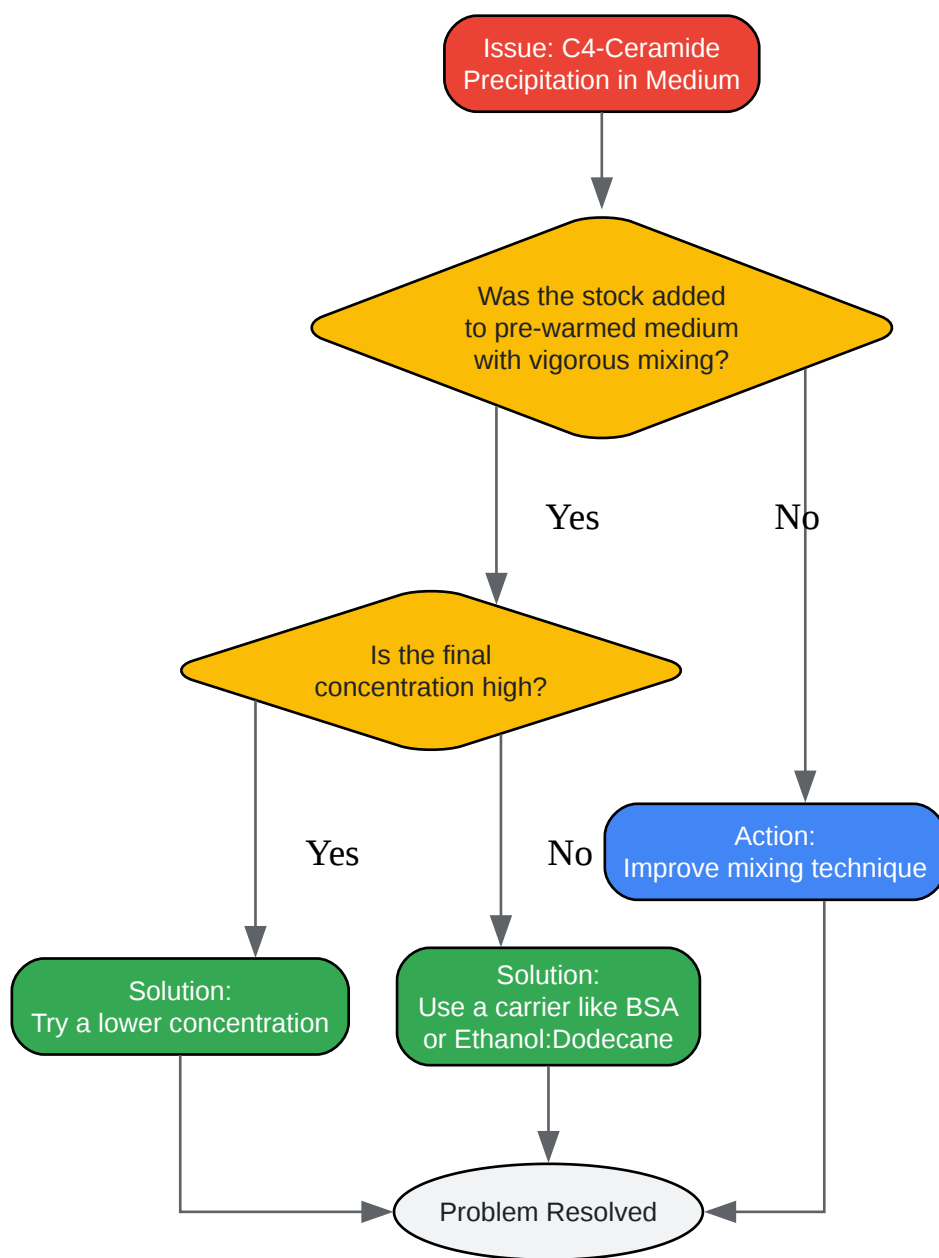 Issue: C4-Ceramide
Precipitation in Medium
Was the stock added
to pre-warmed medium
with vigorous mixing?
Yes
No
Is the final
concentration high?
Yes
No
Action:
Improve mixing technique
Solution:
Try a lower concentration
Solution:
Use a carrier like BSA
or Ethanol:Dodecane
Problem Resolved